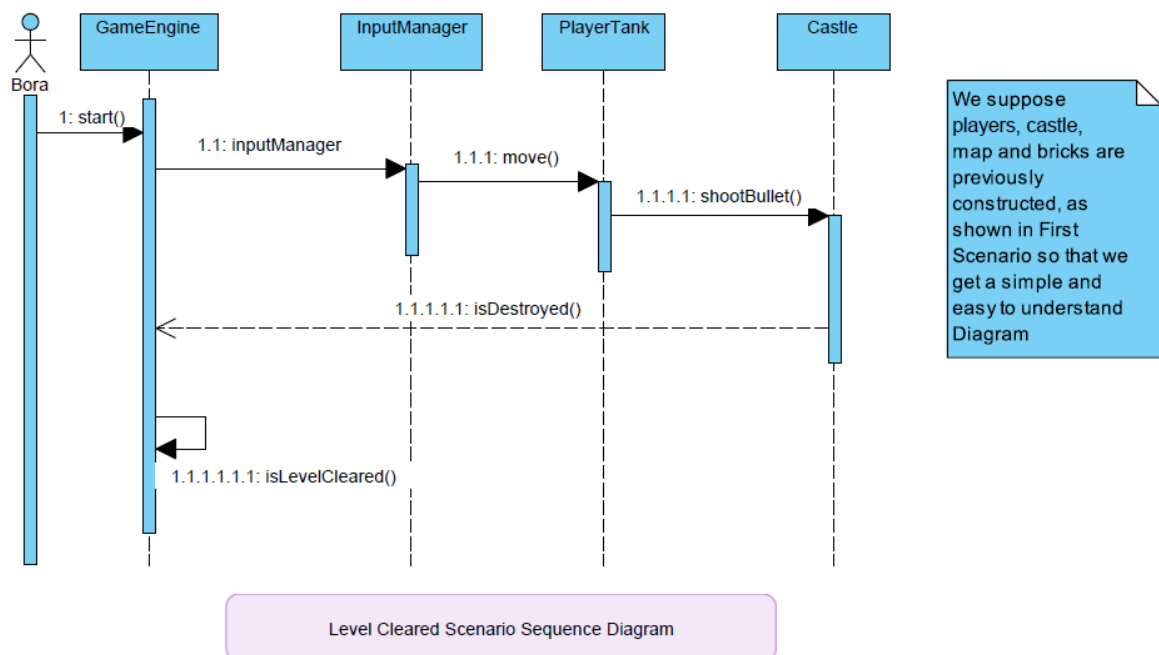 GameEngine
InputManager
PlayerTank
Castle
Bora
1: start()
1.1: inputManager
1.1.1: move()
1.1.1.1: shootBullet()
1.1.1.1.1: isDestroyed()
1.1.1.1.1.1: isLevelCleared()
We suppose
players, castle,
map and bricks are
previously
constructed, as
shown in First
Scenario so that we
get a simple and
easy to understand
Diagram
Level Cleared Scenario Sequence Diagram